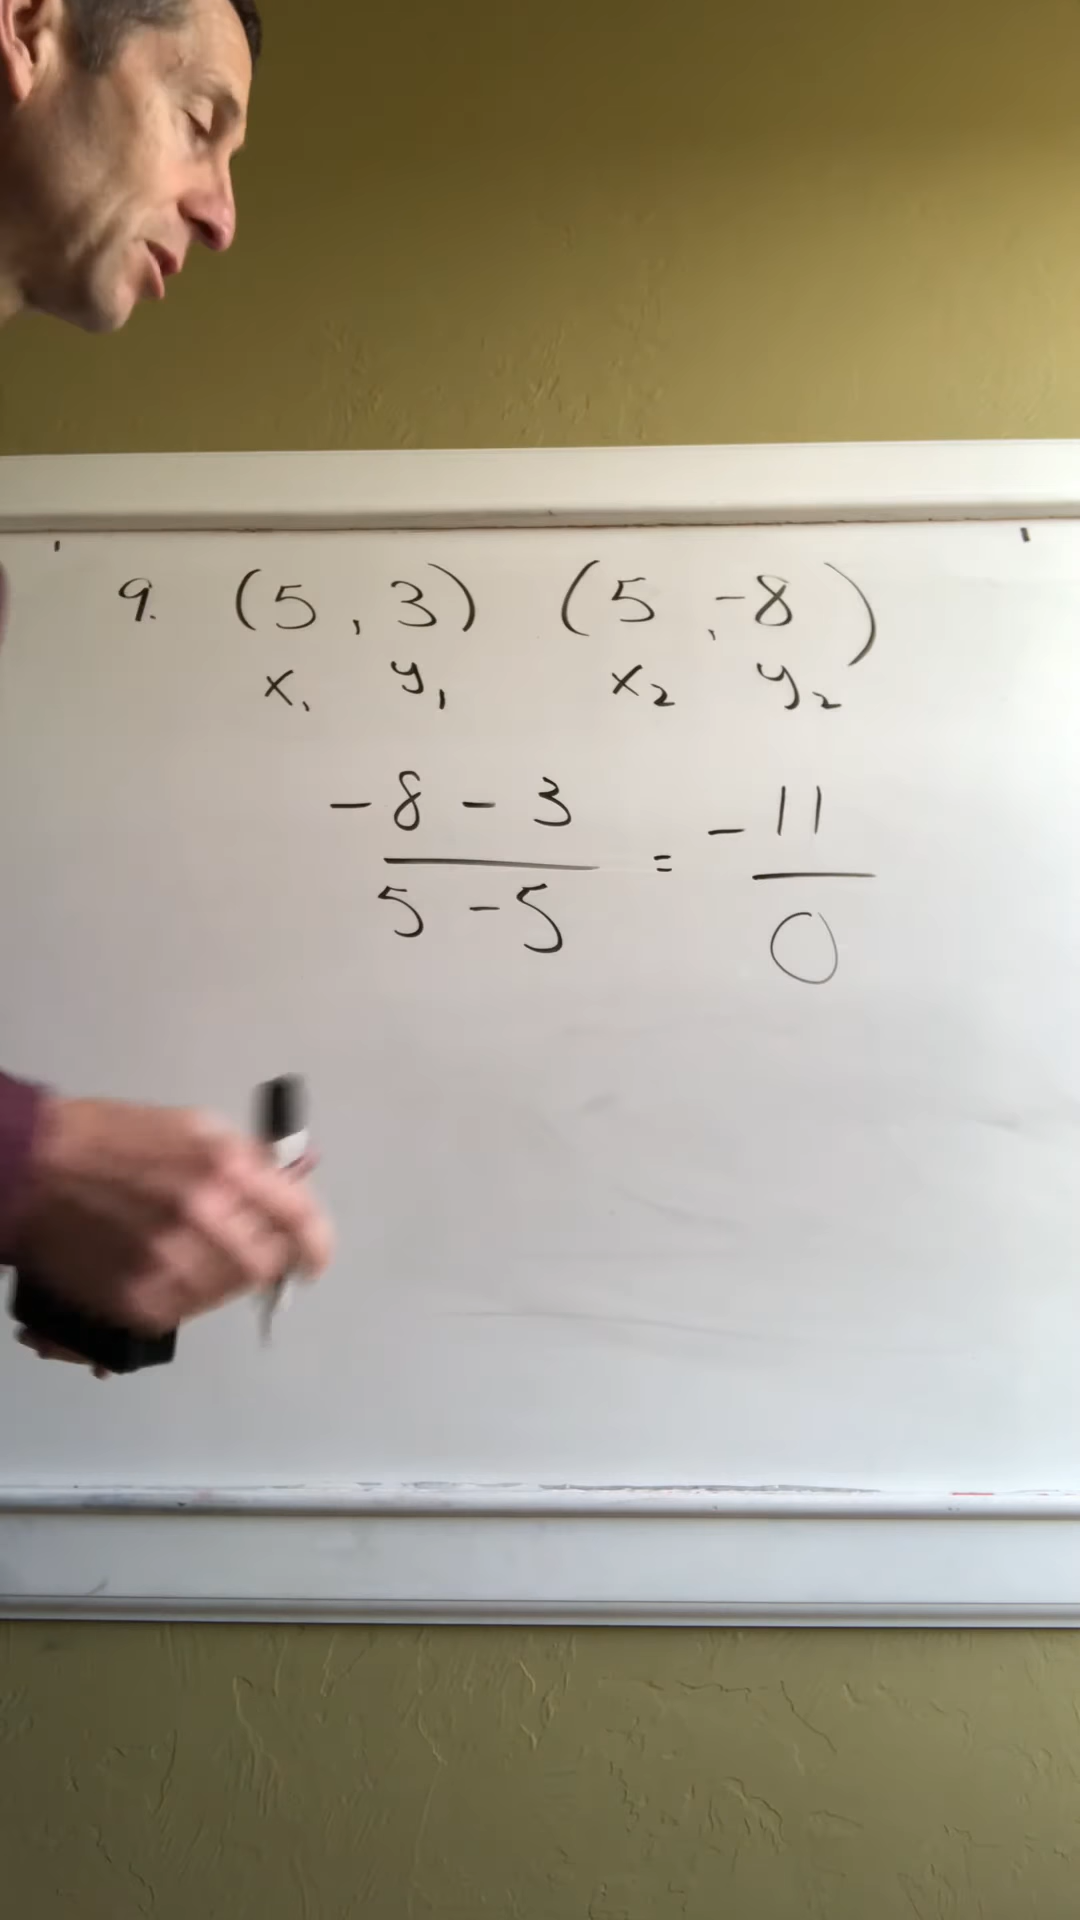 9. (5, 3) (5, -8)
x₁ y₁ x₂ y₂
-8 - 3 = -11
5 - 5 0